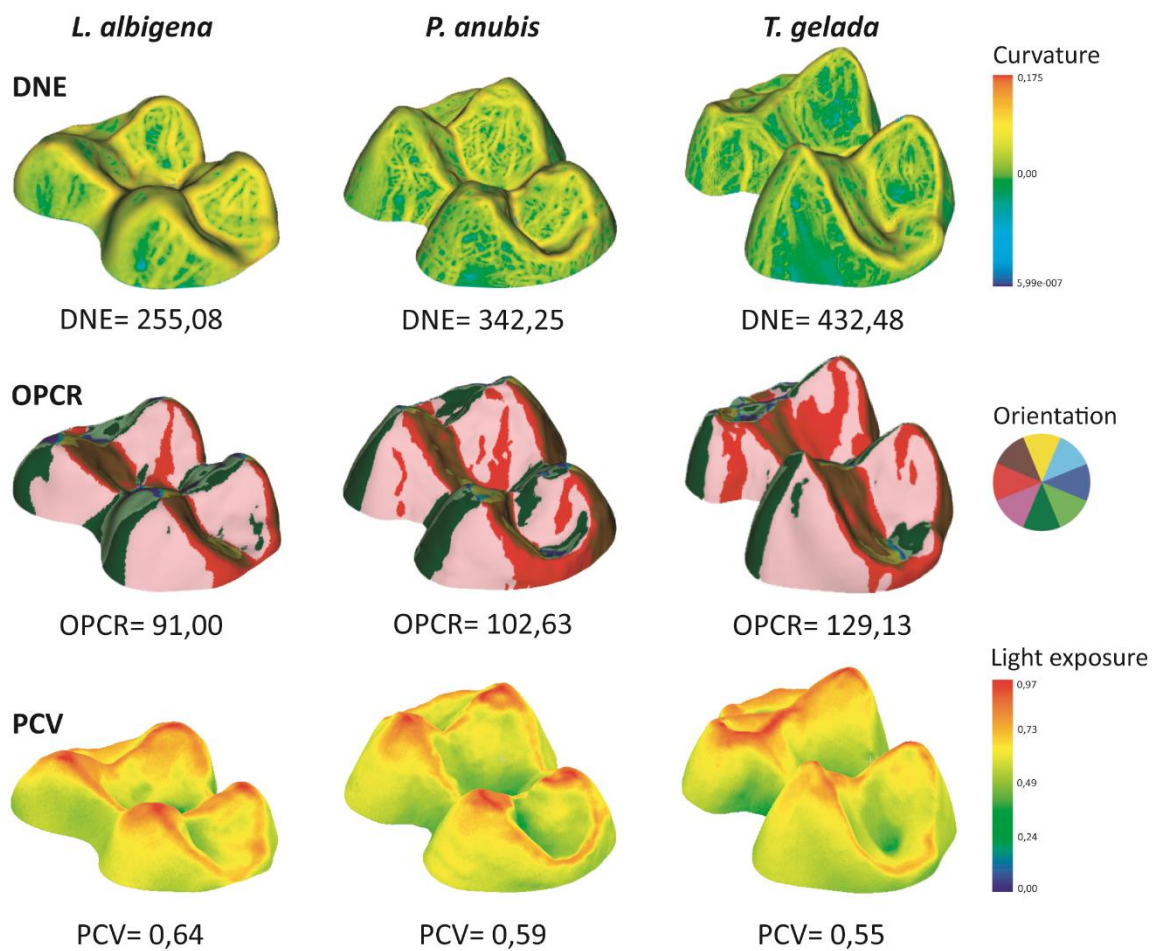 L. albigena P. anubis T. gelada
Curvature
DNE
0,175
0,00
5,99e-007
DNE= 255,08 DNE= 342,25 DNE= 432,48
OPCR
Orientation
OPCR= 91,00 OPCR= 102,63 OPCR= 129,13
Light exposure
PCV
0,97
0,73
0,49
0,24
0,00
PCV= 0,64 PCV= 0,59 PCV= 0,55